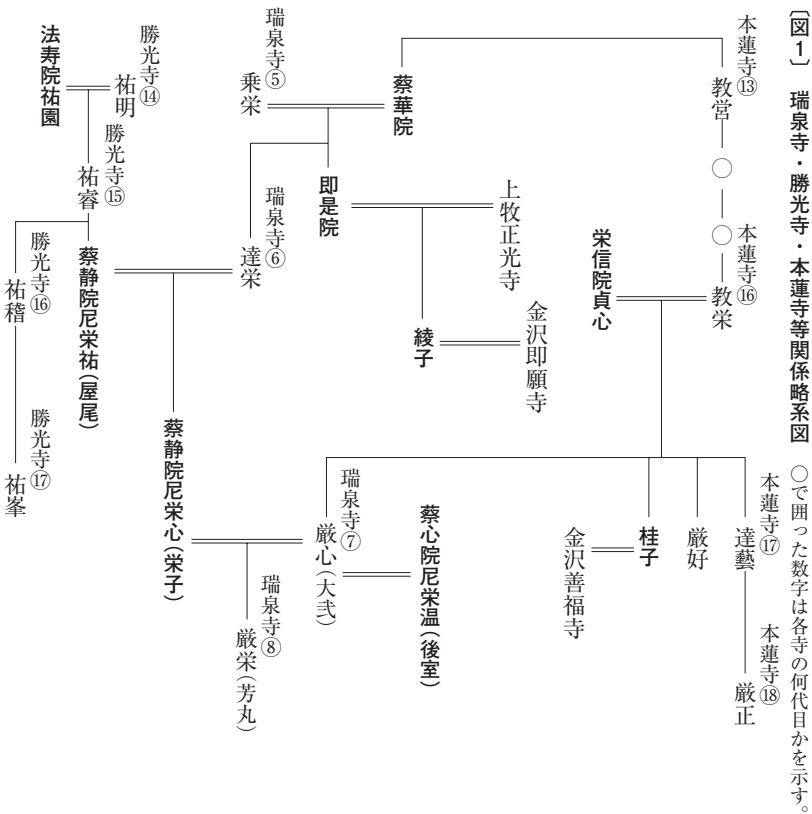 〔図1〕 瑞泉寺・勝光寺・本蓮寺等関係略系図 ○で囲った数字は各寺の何代目かを示す。
本蓮寺⑬
教営
○
○
本蓮寺⑯
教栄
栄信院貞心
本蓮寺⑰
達藝
本蓮寺⑱
厳正
厳好
桂子
金沢善福寺
上牧正光寺
金沢即願寺
綾子
蔡華院
瑞泉寺⑤
乗栄
即是院
瑞泉寺⑥
達栄
蔡心院尼栄温(後室)
瑞泉寺⑦
厳心(大弐)
瑞泉寺⑧
厳栄(芳丸)
蔡静院尼栄心(栄子)
勝光寺⑭
祐明
法寿院祐園
勝光寺⑮
祐睿
蔡静院尼栄祐(屋尾)
勝光寺⑯
祐稽
勝光寺⑰
祐峯